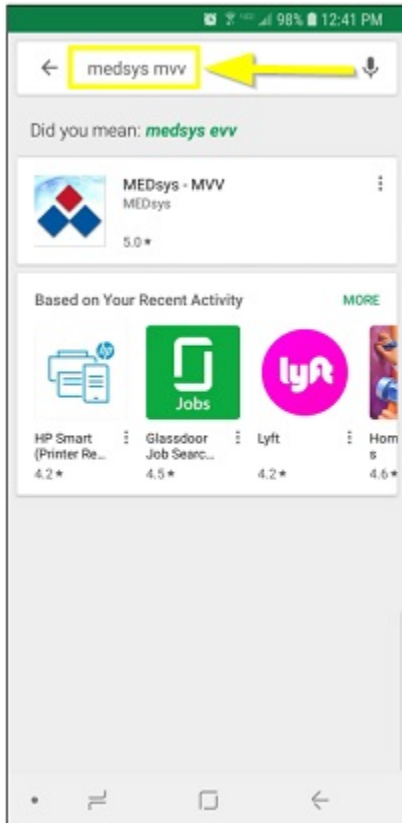 98% 12:41 PM
medsys mvv
Did you mean: medsys evv
MEDsys - MVV
MEDsys
5.0★
Based on Your Recent Activity MORE
hp
Jobs
lyft
HP Smart
(Printer Re...
4.2★
Glassdoor
Job Searc...
4.5★
Lyft
4.2★
Hom
s
4.6★